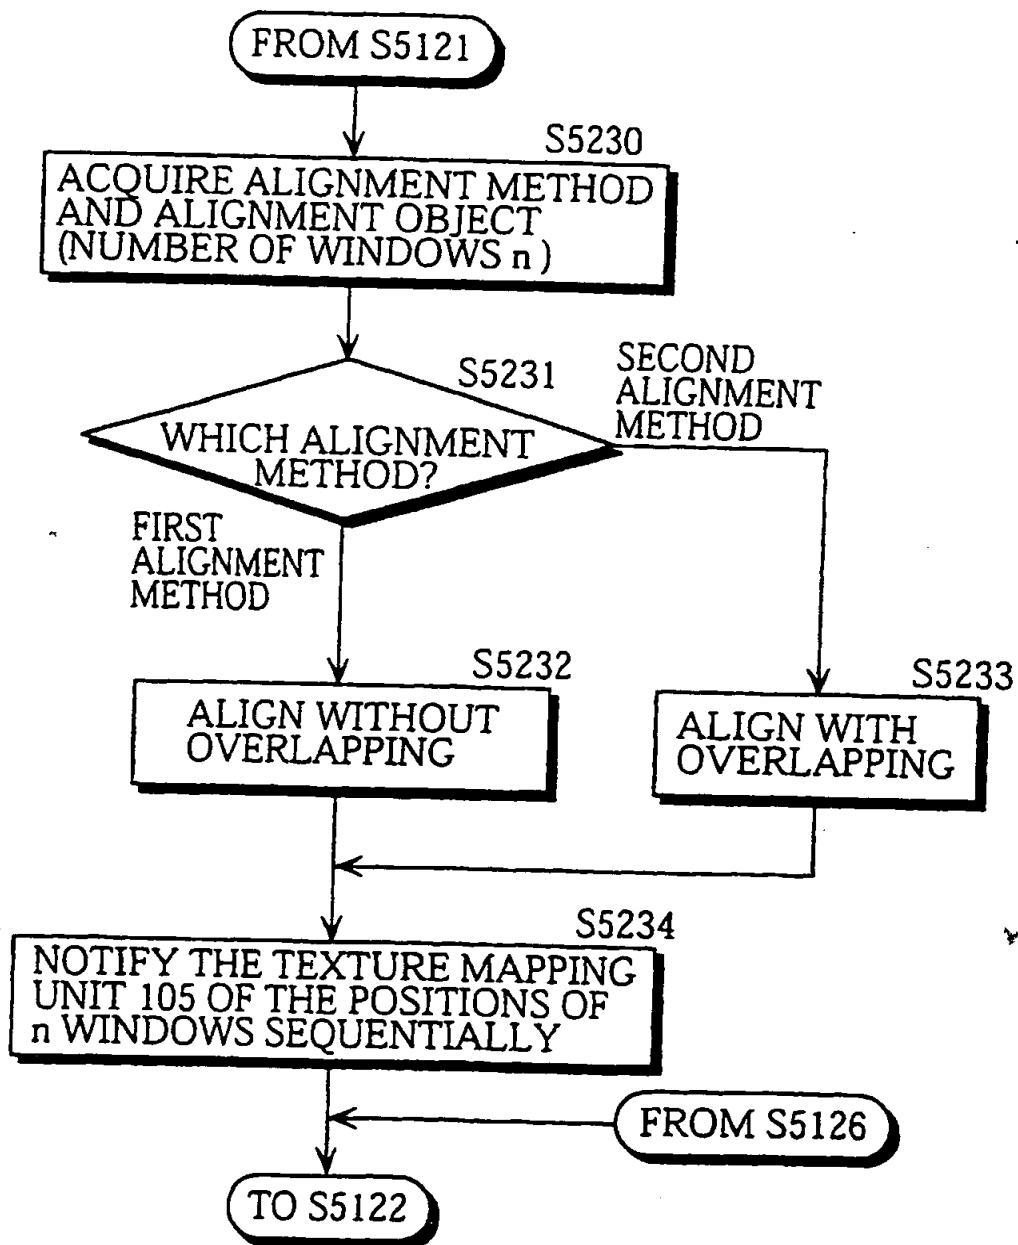 FROM S5121
S5230
ACQUIRE ALIGNMENT METHOD
AND ALIGNMENT OBJECT
(NUMBER OF WINDOWS n )
S5231
WHICH ALIGNMENT
METHOD?
SECOND
ALIGNMENT
METHOD
FIRST
ALIGNMENT
METHOD
S5232
ALIGN WITHOUT
OVERLAPPING
S5233
ALIGN WITH
OVERLAPPING
S5234
NOTIFY THE TEXTURE MAPPING
UNIT 105 OF THE POSITIONS OF
n WINDOWS SEQUENTIALLY
FROM S5126
TO S5122